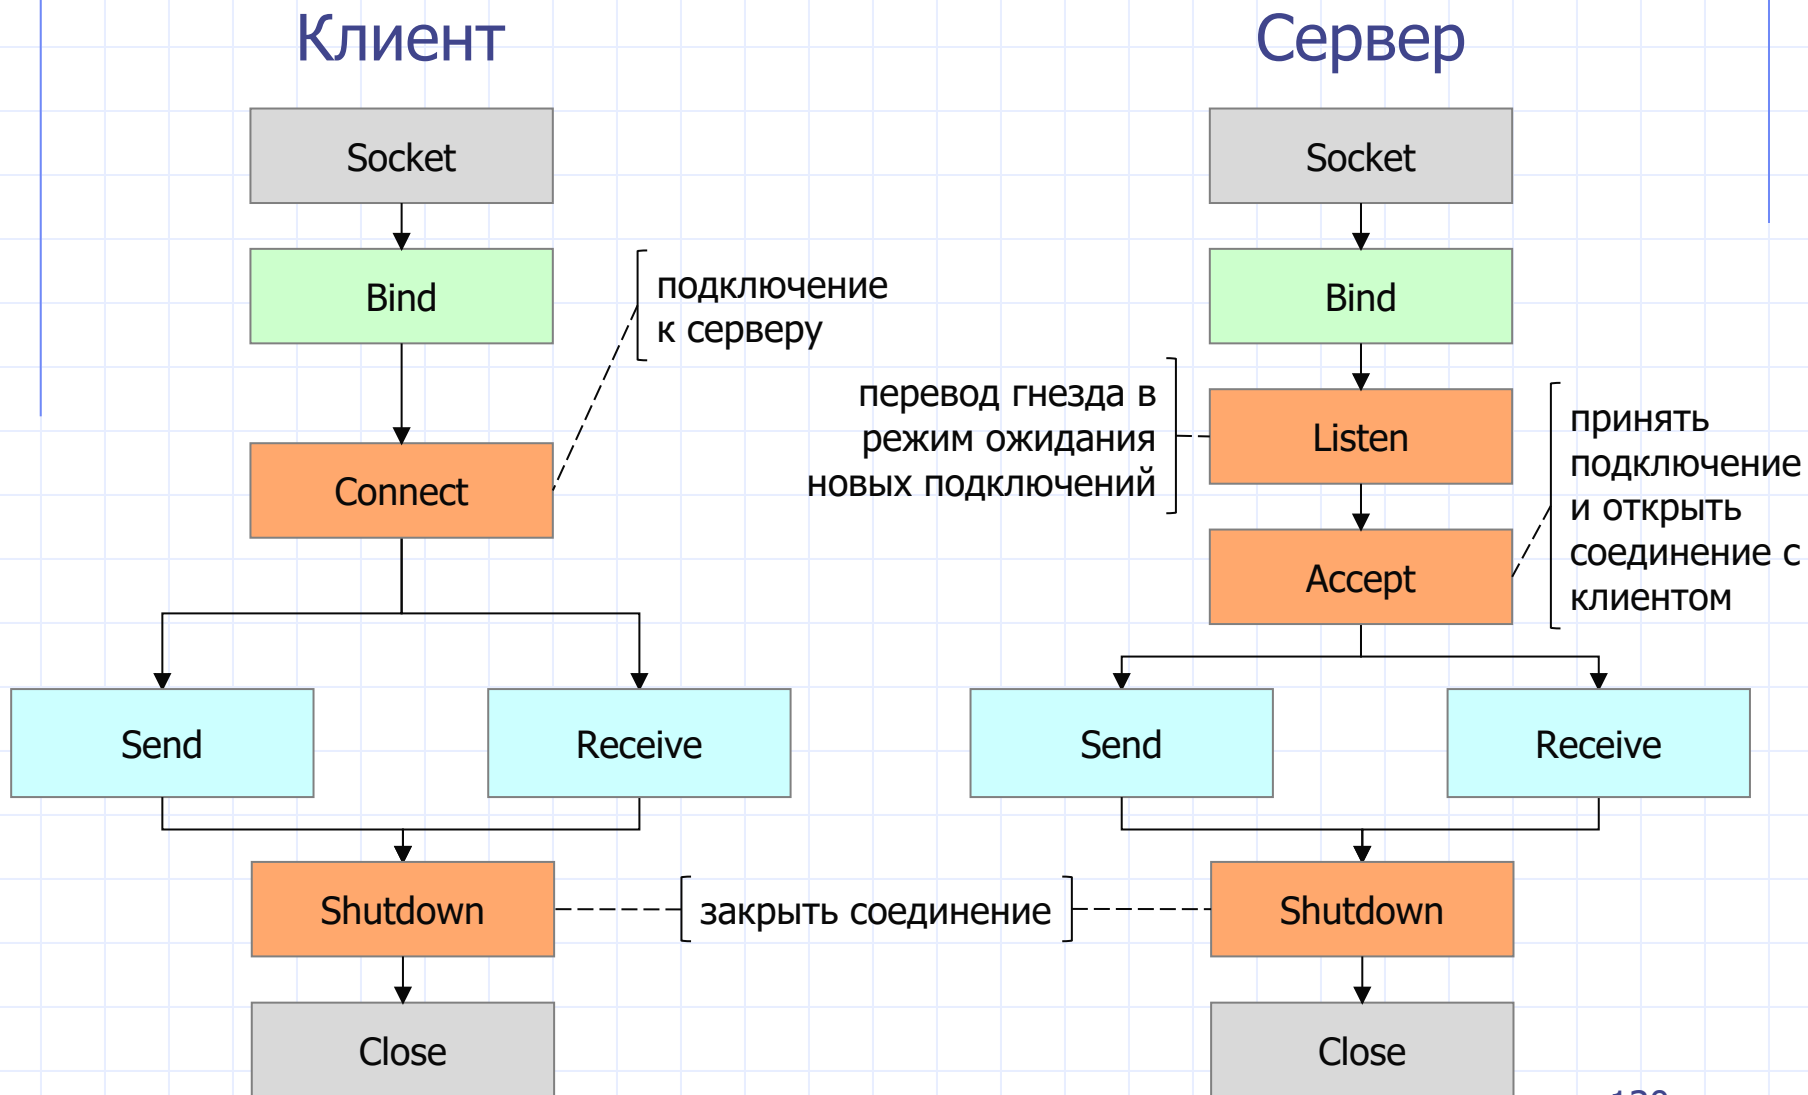 Клиент
Сервер
Socket
Socket
Bind
подключение
к серверу
Bind
перевод гнезда в
режим ожидания
новых подключений
Listen
принять
подключение
и открыть
соединение с
клиентом
Connect
Accept
Send
Receive
Send
Receive
Shutdown
закрыть соединение
Shutdown
Close
Close